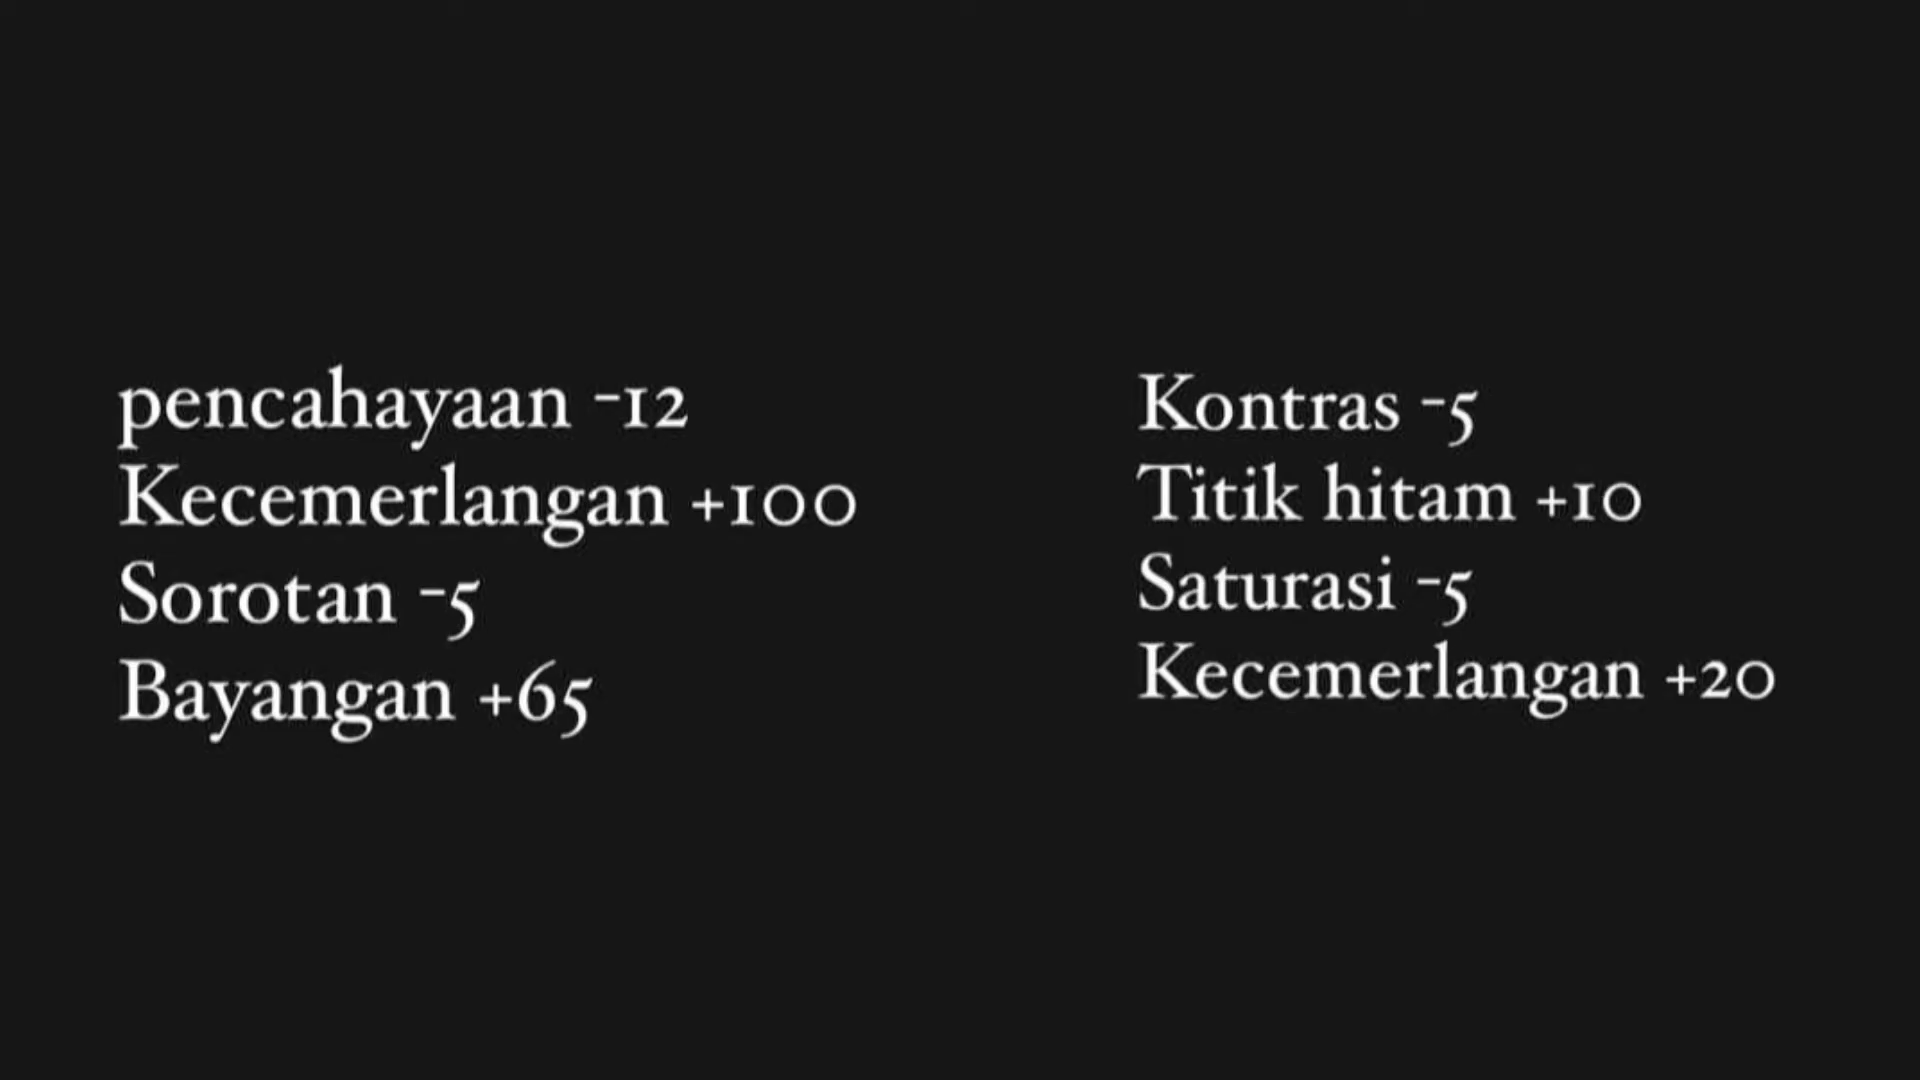 pencahayaan -12
Kecemerlangan +100
Sorotan -5
Bayangan +65
Kontras -5
Titik hitam +10
Saturasi -5
Kecemerlangan +20